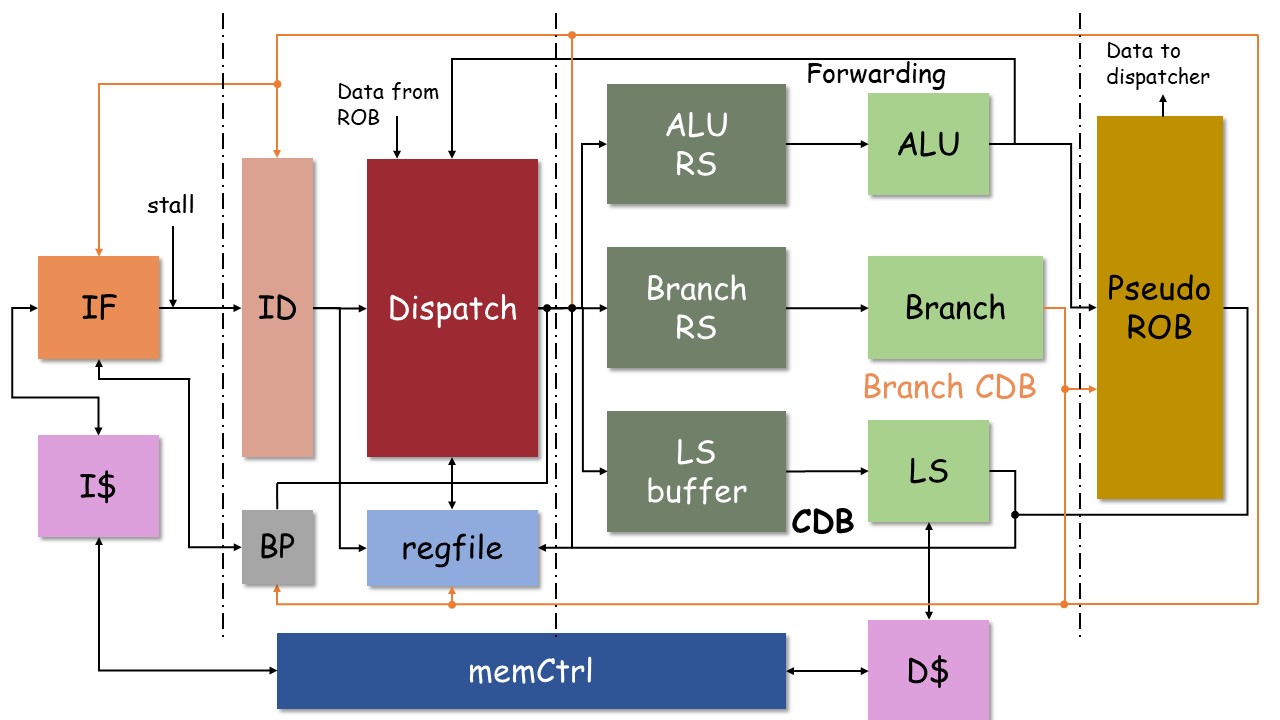 Data to
dispatcher
Forwarding
Data from
ROB
ALU
RS
ALU
stall
IF
ID
Dispatch
Branch
RS
Branch
Pseudo
ROB
Branch CDB
I$
LS
buffer
LS
CDB
BP
regfile
memCtrl
D$